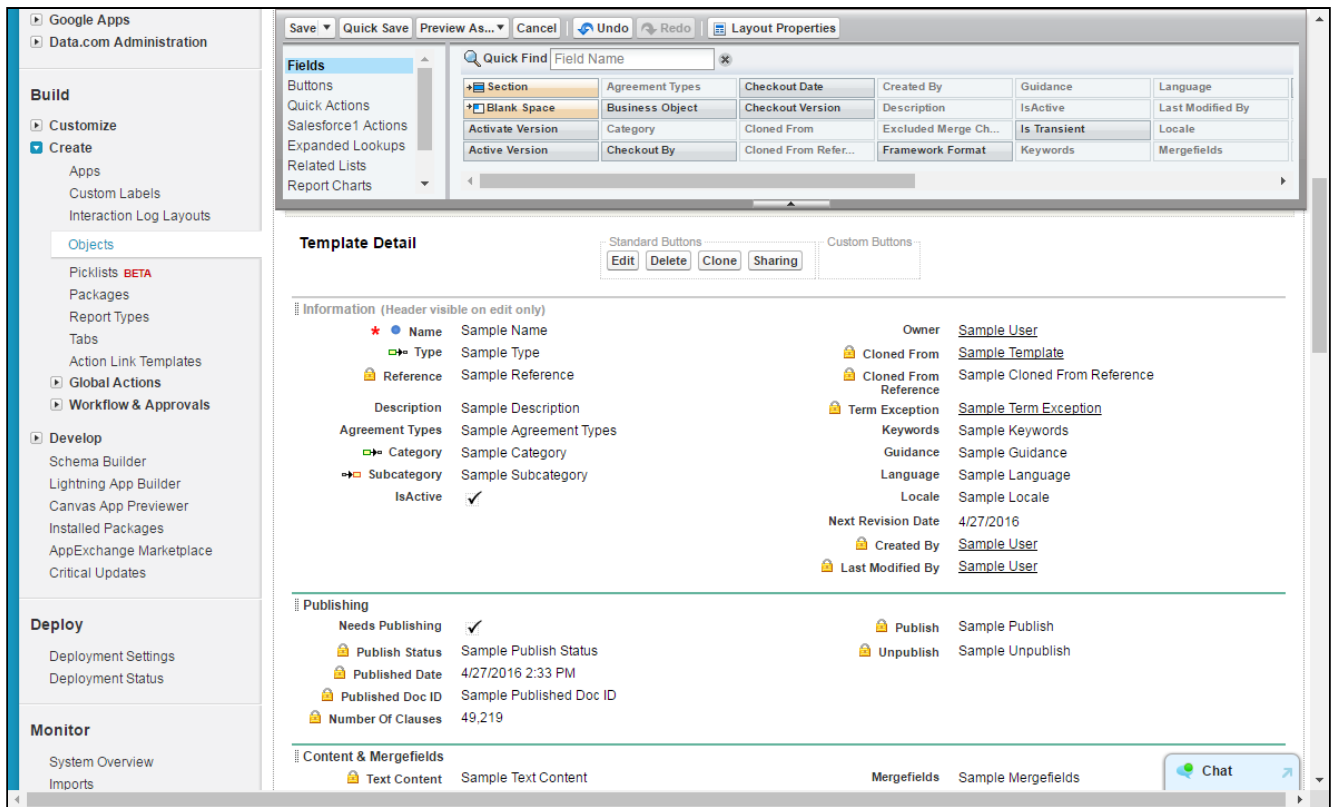 Google Apps
Data.com Administration
Build
Customize
Create
Apps
Custom Labels
Interaction Log Layouts
Objects
Picklists BETA
Packages
Report Types
Tabs
Action Link Templates
Global Actions
Workflow & Approvals
Develop
Schema Builder
Lightning App Builder
Canvas App Previewer
Installed Packages
AppExchange Marketplace
Critical Updates
Deploy
Deployment Settings
Deployment Status
Monitor
System Overview
Imports
Save Quick Save Preview As... Cancel Undo Redo Layout Properties
Fields
Buttons
Quick Actions
Salesforce1 Actions
Expanded Lookups
Related Lists
Report Charts
Quick Find Field Name
Section Agreement Types Checkout Date Created By Guidance Language
Blank Space Business Object Checkout Version Description IsActive Last Modified By
Activate Version Category Cloned From Excluded Merge Ch... Is Transient Locale
Active Version Checkout By Cloned From Refer... Framework Format Keywords Mergefields
Template Detail
Standard Buttons
Edit Delete Clone Sharing
Custom Buttons
Information (Header visible on edit only)
* Name Sample Name Owner Sample User
Type Sample Type Cloned From Sample Template
Reference Sample Reference Cloned From Reference Sample Cloned From Reference
Description Sample Description Term Exception Sample Term Exception
Agreement Types Sample Agreement Types Keywords Sample Keywords
Category Sample Category Guidance Sample Guidance
Subcategory Sample Subcategory Language Sample Language
IsActive Locale Sample Locale
Next Revision Date 4/27/2016
Created By Sample User
Last Modified By Sample User
Publishing
Needs Publishing Publish Sample Publish
Publish Status Sample Publish Status Unpublish Sample Unpublish
Published Date 4/27/2016 2:33 PM
Published Doc ID Sample Published Doc ID
Number Of Clauses 49,219
Content & Mergefields
Text Content Sample Text Content Mergefields Sample Mergefields
Chat